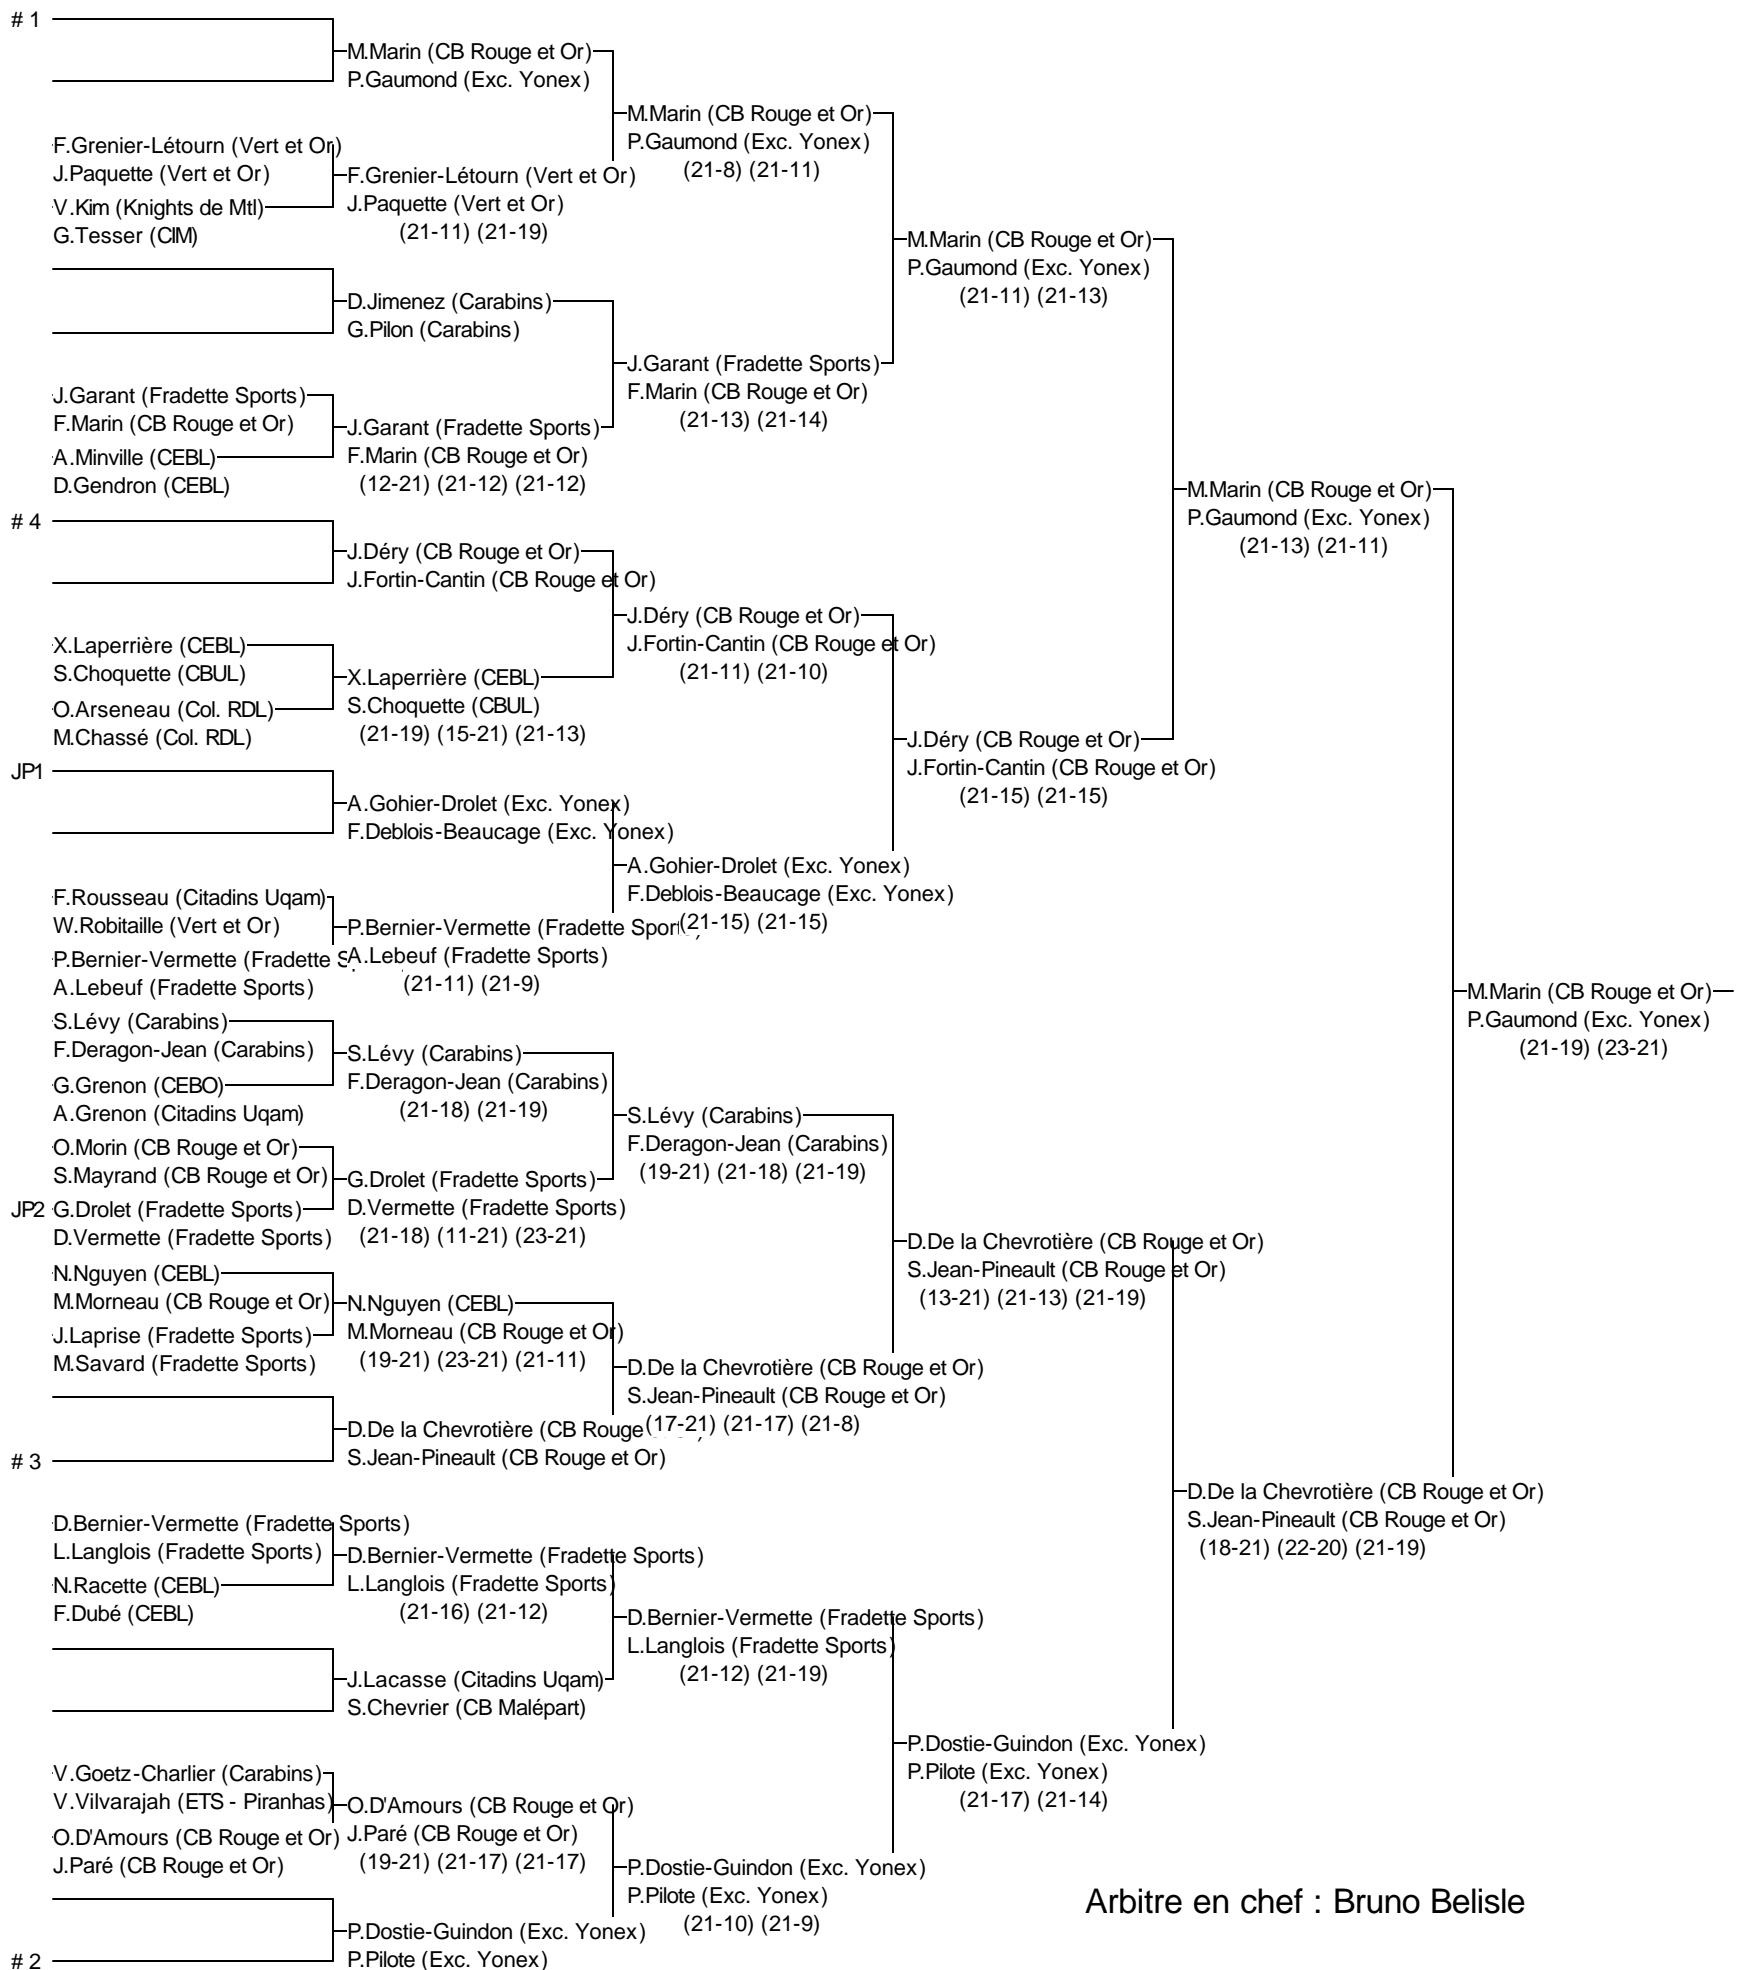 # 1
M.Marin (CB Rouge et Or)
P.Gaumond (Exc. Yonex)
M.Marin (CB Rouge et Or)
P.Gaumond (Exc. Yonex)
(21-8) (21-11)
F.Grenier-Létourn (Vert et Or)
J.Paquette (Vert et Or)
F.Grenier-Létourn (Vert et Or)
J.Paquette (Vert et Or)
(21-11) (21-19)
V.Kim (Knights de Mtl)
G.Tesser (CIM)
M.Marin (CB Rouge et Or)
P.Gaumond (Exc. Yonex)
(21-11) (21-13)
D.Jimenez (Carabins)
G.Pilon (Carabins)
J.Garant (Fradette Sports)
F.Marin (CB Rouge et Or)
(21-13) (21-14)
J.Garant (Fradette Sports)
F.Marin (CB Rouge et Or)
J.Garant (Fradette Sports)
F.Marin (CB Rouge et Or)
(12-21) (21-12) (21-12)
A.Minville (CEBL)
D.Gendron (CEBL)
M.Marin (CB Rouge et Or)
P.Gaumond (Exc. Yonex)
(21-13) (21-11)
# 4
J.Déry (CB Rouge et Or)
J.Fortin-Cantin (CB Rouge et Or)
J.Déry (CB Rouge et Or)
J.Fortin-Cantin (CB Rouge et Or)
(21-11) (21-10)
X.Laperrière (CEBL)
S.Choquette (CBUL)
X.Laperrière (CEBL)
S.Choquette (CBUL)
(21-19) (15-21) (21-13)
O.Arseneau (Col. RDL)
M.Chassé (Col. RDL)
J.Déry (CB Rouge et Or)
J.Fortin-Cantin (CB Rouge et Or)
(21-15) (21-15)
JP1
A.Gohier-Drolet (Exc. Yonex)
F.Deblois-Beaucage (Exc. Yonex)
A.Gohier-Drolet (Exc. Yonex)
F.Deblois-Beaucage (Exc. Yonex)
(21-15) (21-15)
F.Rousseau (Citadins Uqam)
W.Robitaille (Vert et Or)
P.Bernier-Vermette (Fradette Spor
A.Lebeuf (Fradette Sports)
(21-11) (21-9)
P.Bernier-Vermette (Fradette S
A.Lebeuf (Fradette Sports)
M.Marin (CB Rouge et Or)
P.Gaumond (Exc. Yonex)
(21-19) (23-21)
S.Lévy (Carabins)
F.Deragon-Jean (Carabins)
S.Lévy (Carabins)
F.Deragon-Jean (Carabins)
(21-18) (21-19)
G.Grenon (CEBO)
A.Grenon (Citadins Uqam)
S.Lévy (Carabins)
F.Deragon-Jean (Carabins)
(19-21) (21-18) (21-19)
O.Morin (CB Rouge et Or)
S.Mayrand (CB Rouge et Or)
G.Drolet (Fradette Sports)
D.Vermette (Fradette Sports)
(21-18) (11-21) (23-21)
JP2 G.Drolet (Fradette Sports)
D.Vermette (Fradette Sports)
D.De la Chevrotière (CB Rouge et Or)
S.Jean-Pineault (CB Rouge et Or)
(13-21) (21-13) (21-19)
N.Nguyen (CEBL)
M.Morneau (CB Rouge et Or)
N.Nguyen (CEBL)
M.Morneau (CB Rouge et Or)
(19-21) (23-21) (21-11)
J.Laprise (Fradette Sports)
M.Savard (Fradette Sports)
D.De la Chevrotière (CB Rouge et Or)
S.Jean-Pineault (CB Rouge et Or)
(17-21) (21-17) (21-8)
D.De la Chevrotière (CB Rouge
S.Jean-Pineault (CB Rouge et Or)
# 3
D.De la Chevrotière (CB Rouge et Or)
S.Jean-Pineault (CB Rouge et Or)
(18-21) (22-20) (21-19)
D.Bernier-Vermette (Fradette Sports)
L.Langlois (Fradette Sports)
D.Bernier-Vermette (Fradette Sports)
L.Langlois (Fradette Sports)
(21-16) (21-12)
N.Racette (CEBL)
F.Dubé (CEBL)
D.Bernier-Vermette (Fradette Sports)
L.Langlois (Fradette Sports)
(21-12) (21-19)
J.Lacasse (Citadins Uqam)
S.Chevrier (CB Malépart)
P.Dostie-Guindon (Exc. Yonex)
P.Pilote (Exc. Yonex)
(21-17) (21-14)
V.Goetz-Charlier (Carabins)
V.Vilvarajah (ETS - Piranhas)
O.D'Amours (CB Rouge et Or)
J.Paré (CB Rouge et Or)
(19-21) (21-17) (21-17)
O.D'Amours (CB Rouge et Or)
J.Paré (CB Rouge et Or)
P.Dostie-Guindon (Exc. Yonex)
P.Pilote (Exc. Yonex)
(21-10) (21-9)
P.Dostie-Guindon (Exc. Yonex)
P.Pilote (Exc. Yonex)
# 2
Arbitre en chef : Bruno Belisle